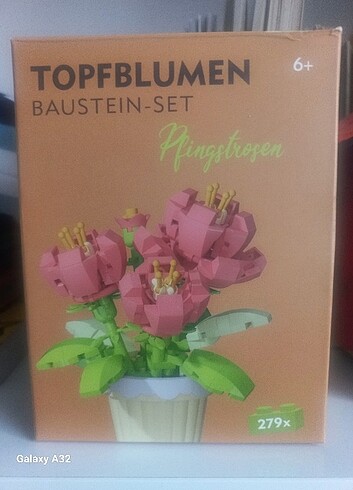 TOPFBLUMEN
6+
BAUSTEIN-SET
Pfingstrosen
279x
Galaxy A32